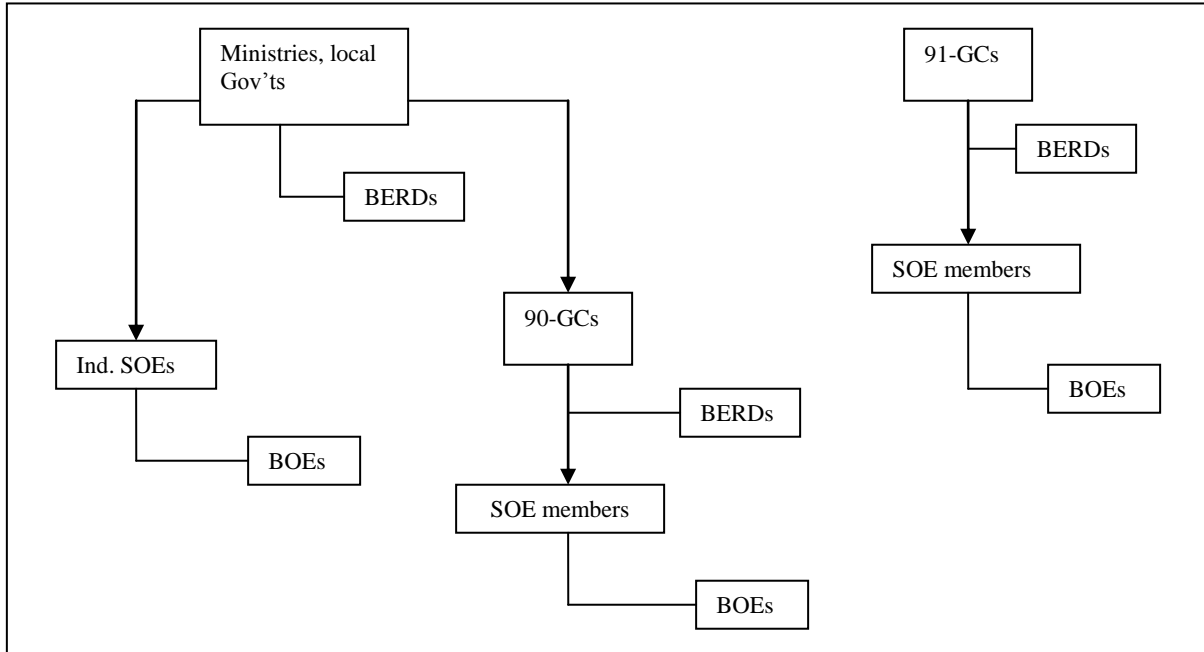 Ministries, local
Gov'ts
91-GCs
BERDs
BERDs
SOE members
90-GCs
Ind. SOEs
BOEs
BERDs
BOEs
SOE members
BOEs